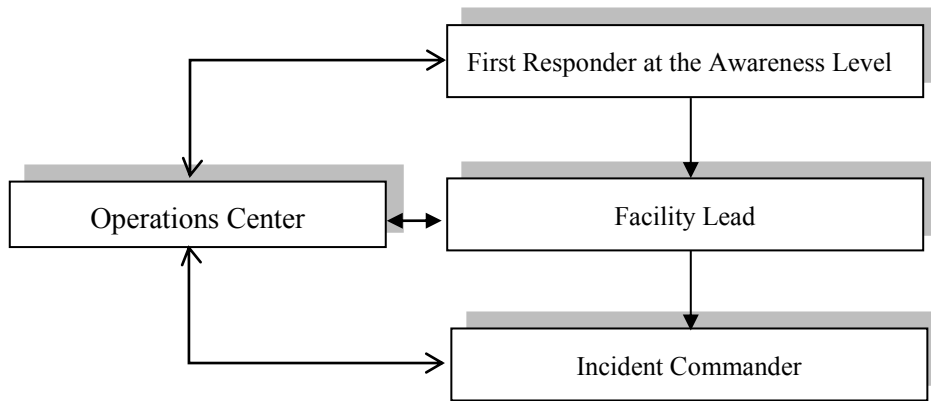 First Responder at the Awareness Level
Operations Center
Facility Lead
Incident Commander